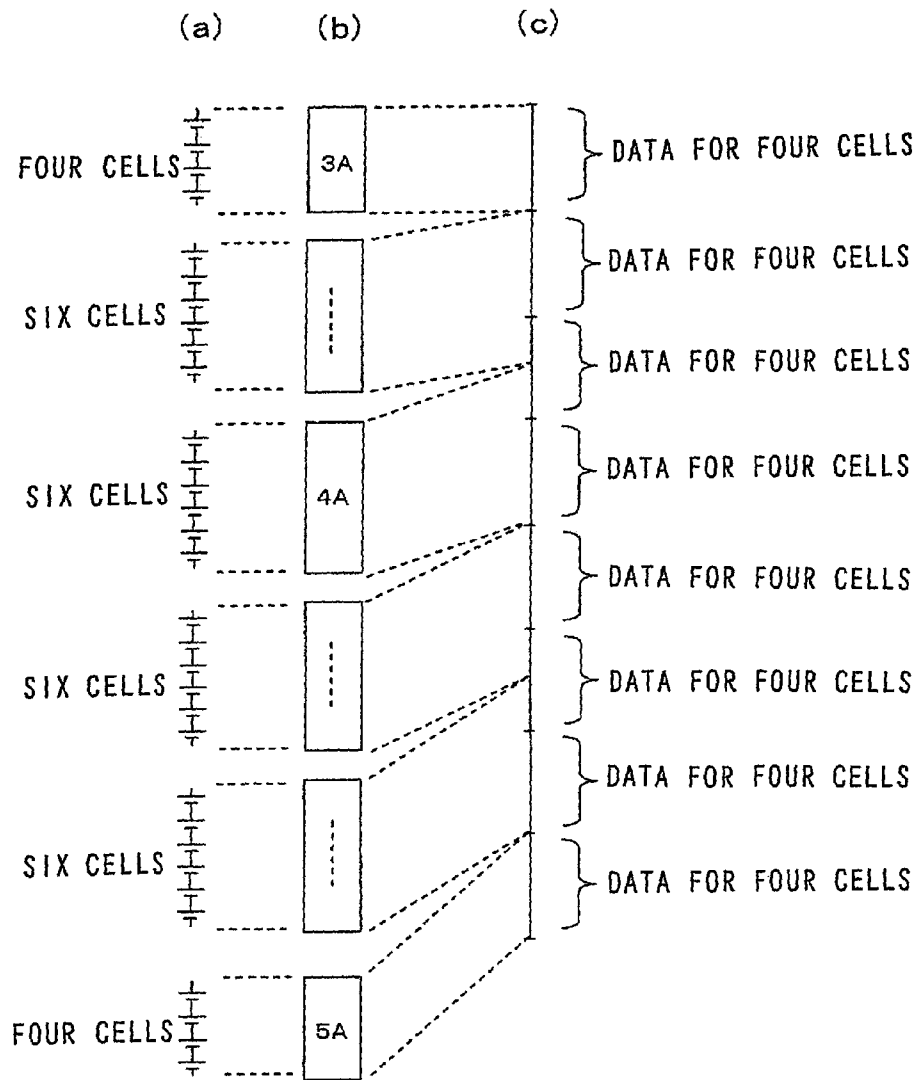 (a) (b) (c)
FOUR CELLS 3A DATA FOR FOUR CELLS
DATA FOR FOUR CELLS
SIX CELLS
DATA FOR FOUR CELLS
SIX CELLS 4A DATA FOR FOUR CELLS
DATA FOR FOUR CELLS
SIX CELLS DATA FOR FOUR CELLS
DATA FOR FOUR CELLS
SIX CELLS
DATA FOR FOUR CELLS
FOUR CELLS 5A